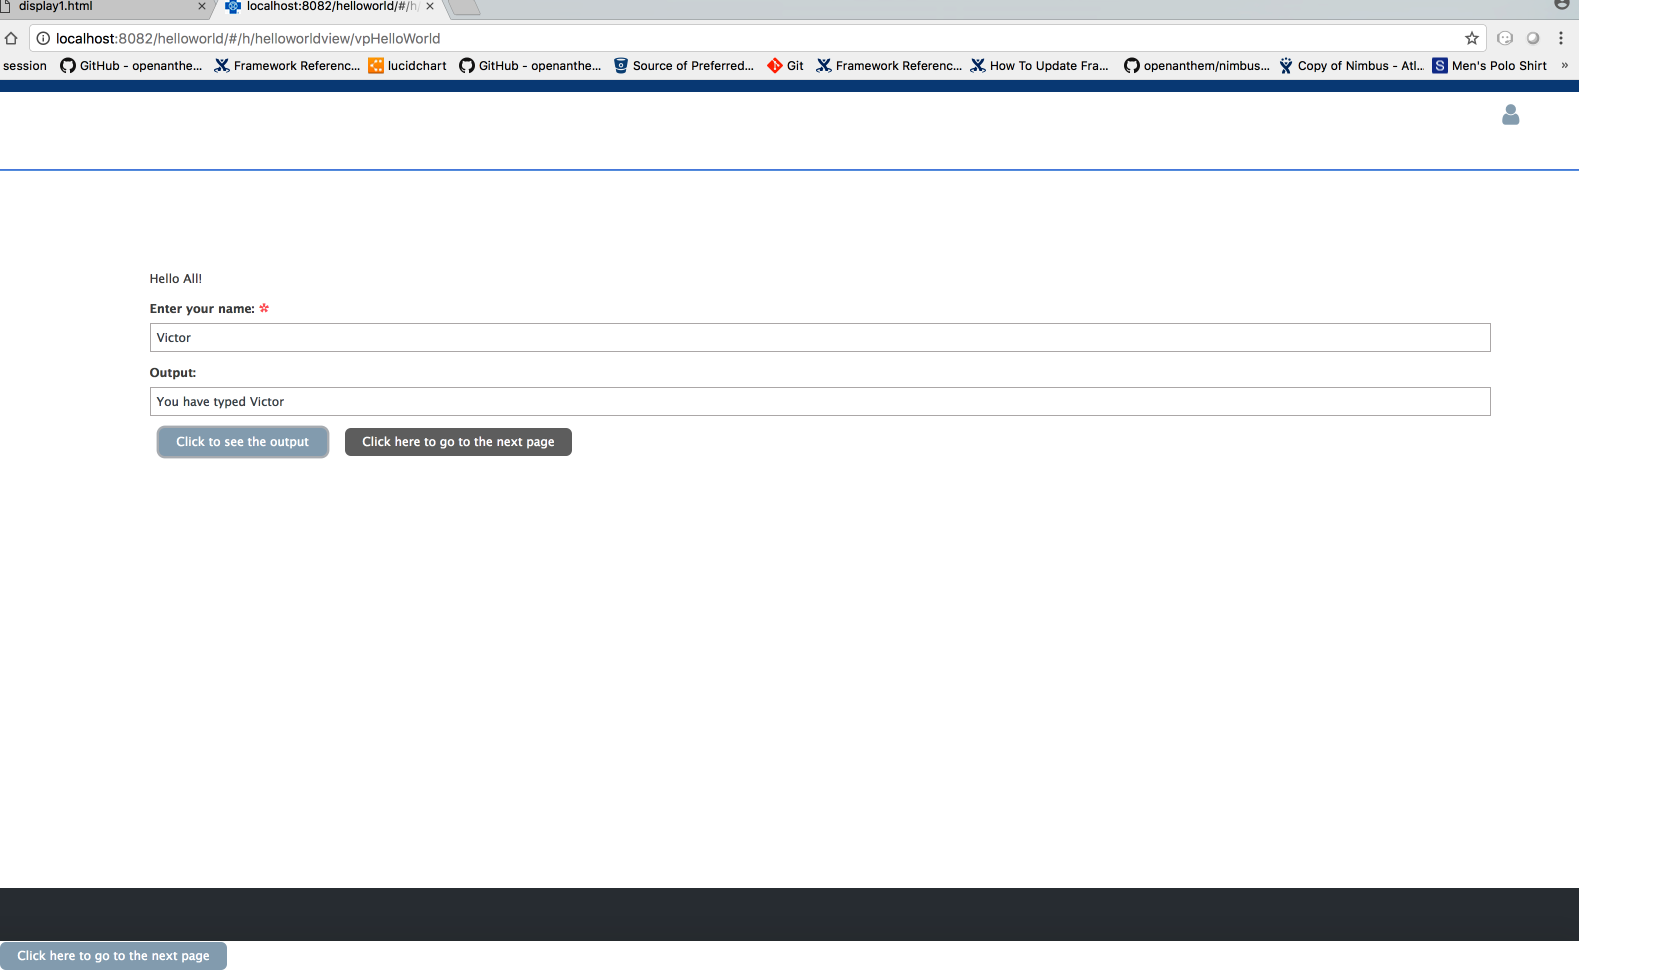 display1.html
localhost:8082/helloworld/#/h/
localhost:8082/helloworld/#/h/helloworldview/vpHelloWorld
session GitHub - openanthe... Framework Referenc... lucidchart GitHub - openanthe... Source of Preferred... Git Framework Referenc... How To Update Fra... openanthem/nimbus... Copy of Nimbus - Atl... S Men's Polo Shirt »
Hello All!
Enter your name: *
Victor
Output:
You have typed Victor
Click to see the output Click here to go to the next page
Click here to go to the next page